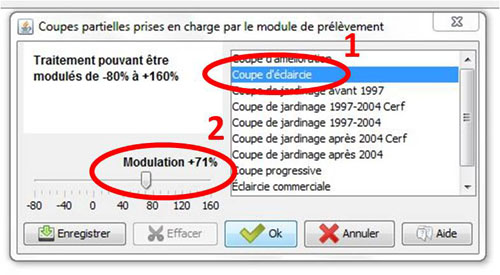 Coupes partielles prises en charge par le module de prélèvement
Traitement pouvant être
modulés de -80% à +160%
1
Coupe d'amélioration
Coupe d'éclaircie
Coupe de jardinage avant 1997
Coupe de jardinage 1997-2004 Cerf
Coupe de jardinage 1997-2004
Coupe de jardinage après 2004 Cerf
Coupe de jardinage après 2004
Coupe progressive
Éclaircie commerciale
2
Modulation +71%
-80 -40 0 40 80 120 160
Enregistrer Effacer Ok Annuler Aide